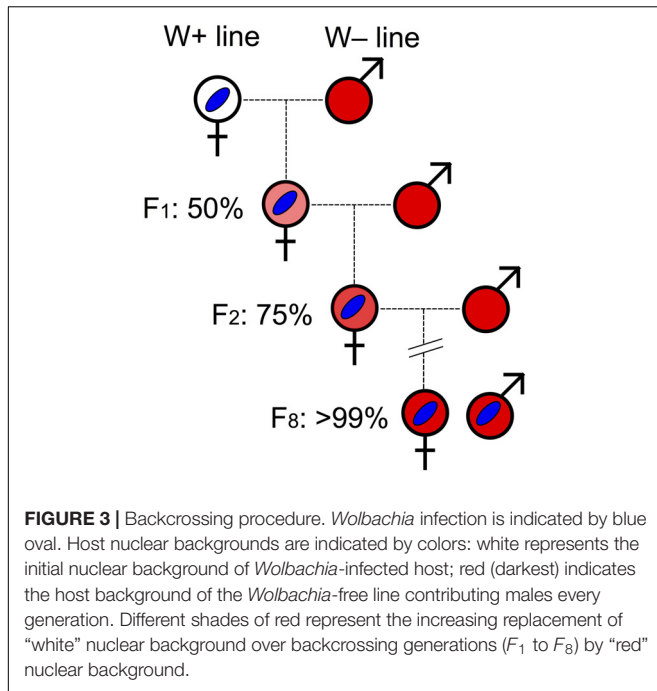 W+ line W– line
F1: 50%
F2: 75%
F8: >99%
FIGURE 3 | Backcrossing procedure. Wolbachia infection is indicated by blue
oval. Host nuclear backgrounds are indicated by colors: white represents the
initial nuclear background of Wolbachia-infected host; red (darkest) indicates
the host background of the Wolbachia-free line contributing males every
generation. Different shades of red represent the increasing replacement of
“white” nuclear background over backcrossing generations (F1 to F8) by “red”
nuclear background.